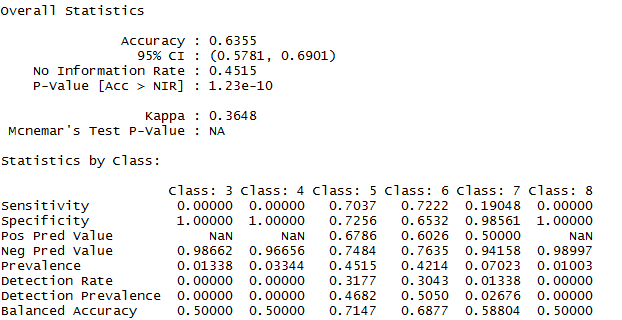 Overall Statistics
Accuracy : 0.6355
95% CI : (0.5781, 0.6901)
No Information Rate : 0.4515
P-Value [Acc > NIR] : 1.23e-10
Kappa : 0.3648
Mcnemar's Test P-Value : NA
Statistics by Class:
Class: 3 Class: 4 Class: 5 Class: 6 Class: 7 Class: 8
Sensitivity 0.00000 0.00000 0.7037 0.7222 0.19048 0.00000
Specificity 1.00000 1.00000 0.7256 0.6532 0.98561 1.00000
Pos Pred Value NaN NaN 0.6786 0.6026 0.50000 NaN
Neg Pred Value 0.98662 0.96656 0.7484 0.7635 0.94158 0.98997
Prevalence 0.01338 0.03344 0.4515 0.4214 0.07023 0.01003
Detection Rate 0.00000 0.00000 0.3177 0.3043 0.01338 0.00000
Detection Prevalence 0.00000 0.00000 0.4682 0.5050 0.02676 0.00000
Balanced Accuracy 0.50000 0.50000 0.7147 0.6877 0.58804 0.50000